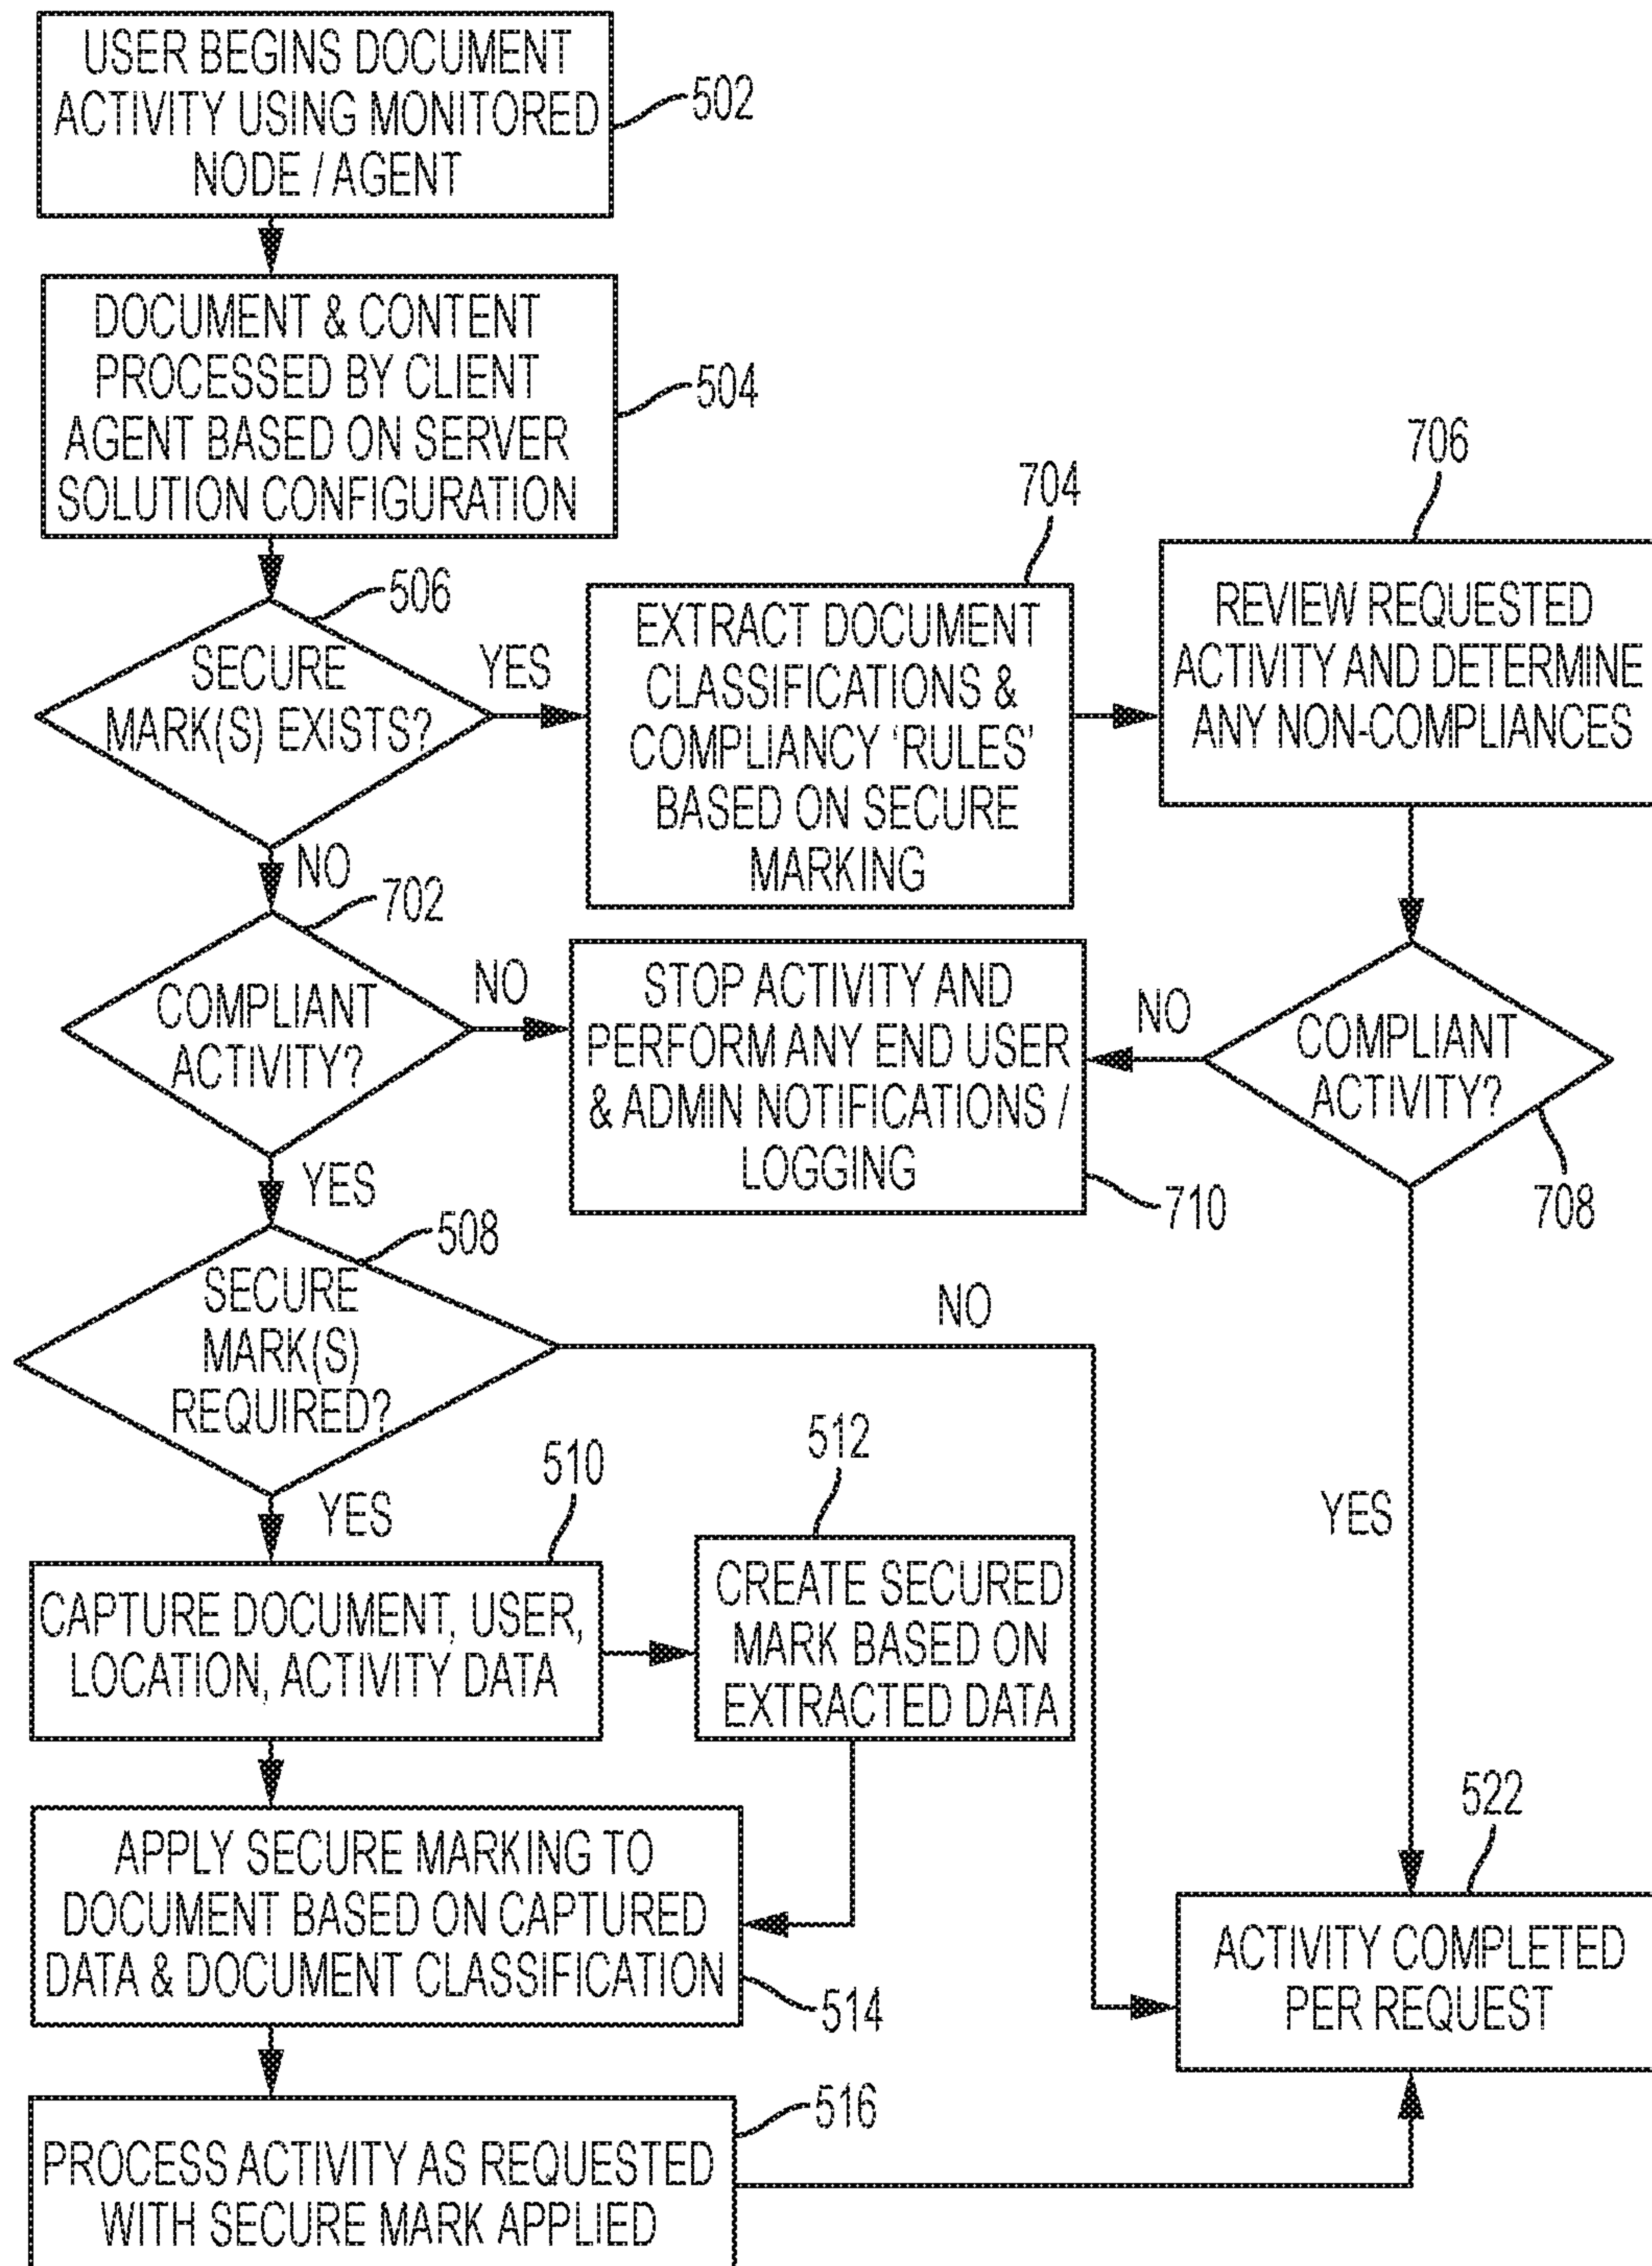 USER BEGINS DOCUMENT
ACTIVITY USING MONITORED
NODE / AGENT
502
DOCUMENT & CONTENT
PROCESSED BY CLIENT
AGENT BASED ON SERVER
SOLUTION CONFIGURATION
504
506
SECURE
MARK(S) EXISTS?
YES
NO
704
EXTRACT DOCUMENT
CLASSIFICATIONS &
COMPLIANCY ‘RULES’
BASED ON SECURE
MARKING
706
REVIEW REQUESTED
ACTIVITY AND DETERMINE
ANY NON-COMPLIANCES
702
COMPLIANT
ACTIVITY?
NO
YES
STOP ACTIVITY AND
PERFORM ANY END USER
& ADMIN NOTIFICATIONS /
LOGGING
710
NO
COMPLIANT
ACTIVITY?
708
YES
508
SECURE
MARK(S)
REQUIRED?
NO
YES
510
CAPTURE DOCUMENT, USER,
LOCATION, ACTIVITY DATA
512
CREATE SECURED
MARK BASED ON
EXTRACTED DATA
APPLY SECURE MARKING TO
DOCUMENT BASED ON CAPTURED
DATA & DOCUMENT CLASSIFICATION
514
522
ACTIVITY COMPLETED
PER REQUEST
516
PROCESS ACTIVITY AS REQUESTED
WITH SECURE MARK APPLIED